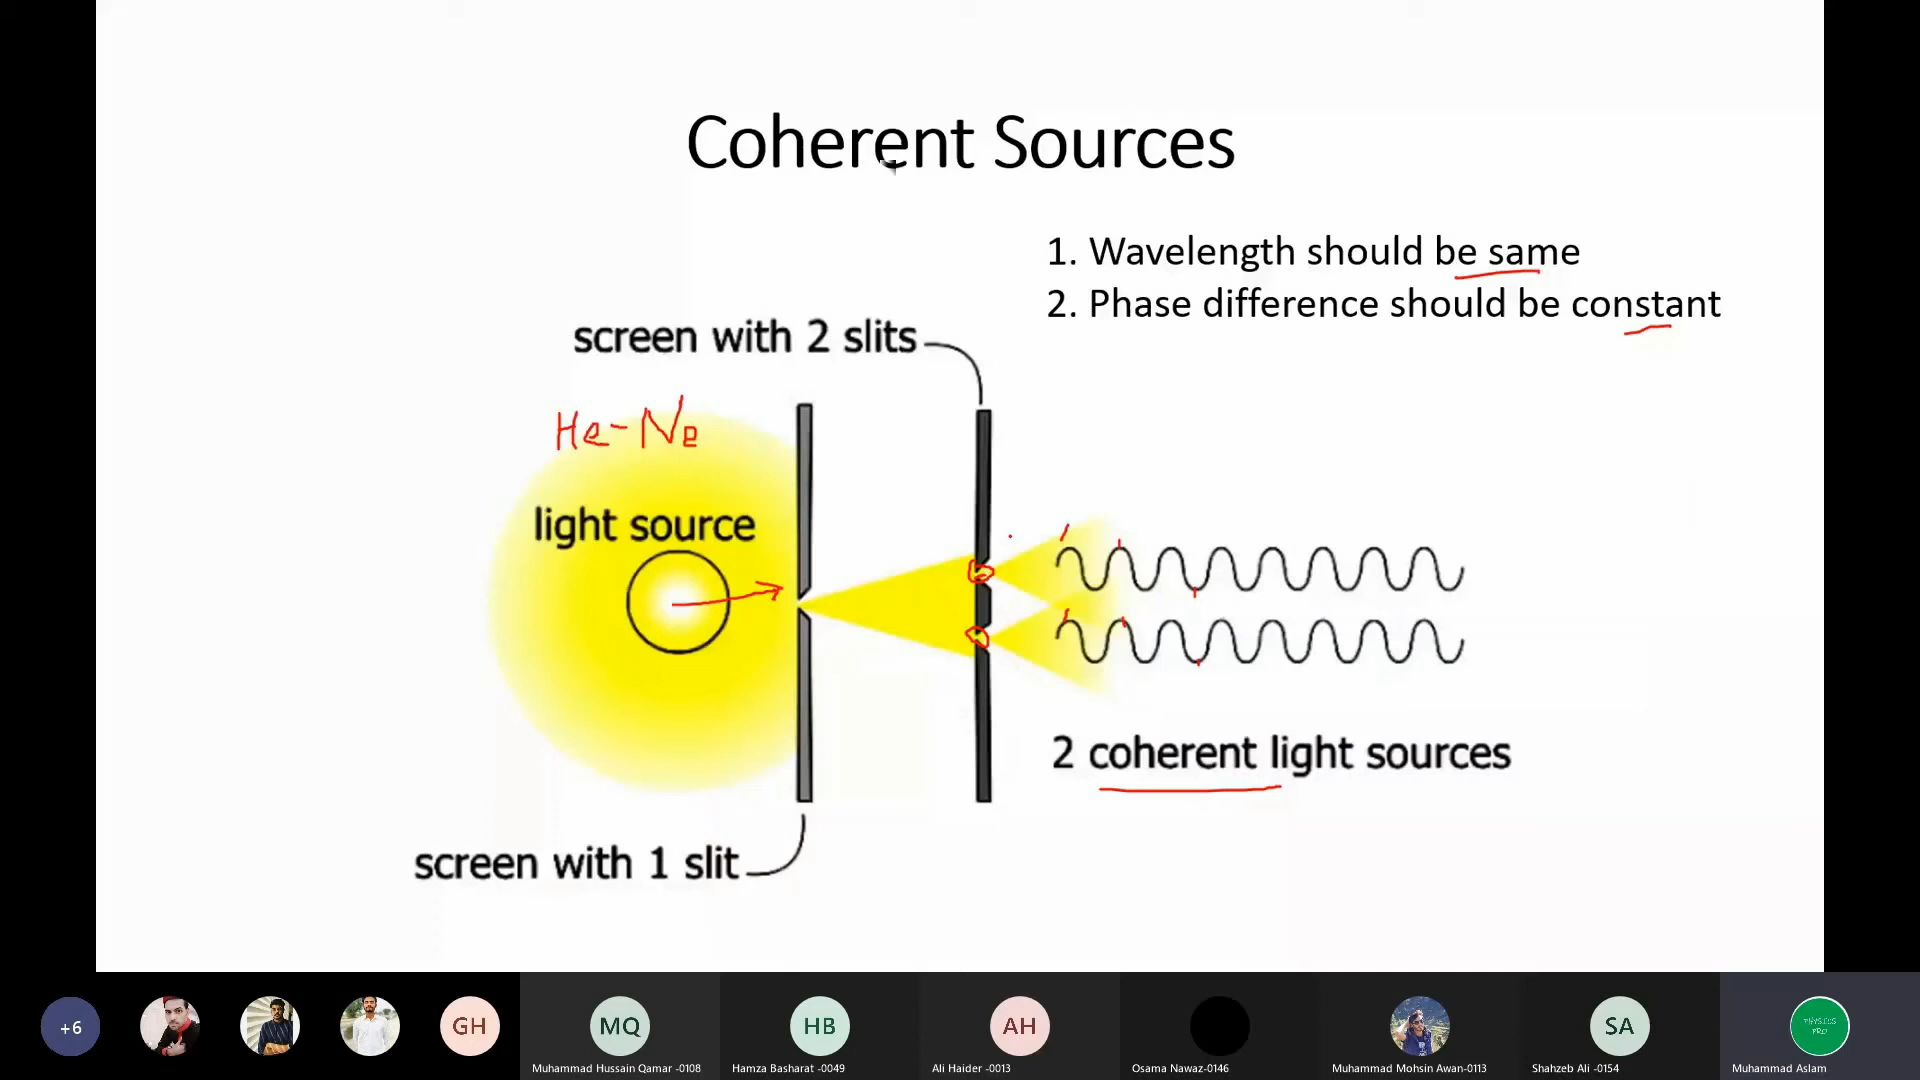 Coherent Sources
1. Wavelength should be same
2. Phase difference should be constant
screen with 2 slits
He-Ne
light source
2 coherent light sources
screen with 1 slit
+6
GH
MQ
HB
AH
SA
PHYSICS
PRO
Muhammad Hussain Qamar -0108
Hamza Basharat -0049
Ali Haider -0013
Osama Nawaz-0146
Muhammad Mohsin Awan-0113
Shahzeb Ali -0154
Muhammad Aslam